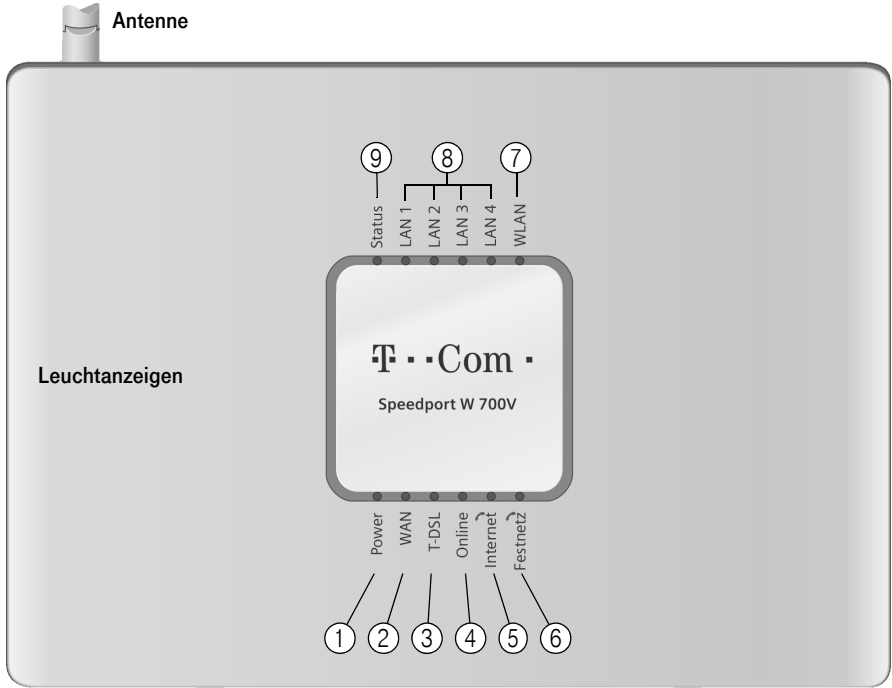 Antenne
9 8 7
Status LAN 1 LAN 2 LAN 3 LAN 4 WLAN
T · · Com ·
Speedport W 700V
Leuchtanzeigen
Power WAN T-DSL Online Internet Festnetz
1 2 3 4 5 6